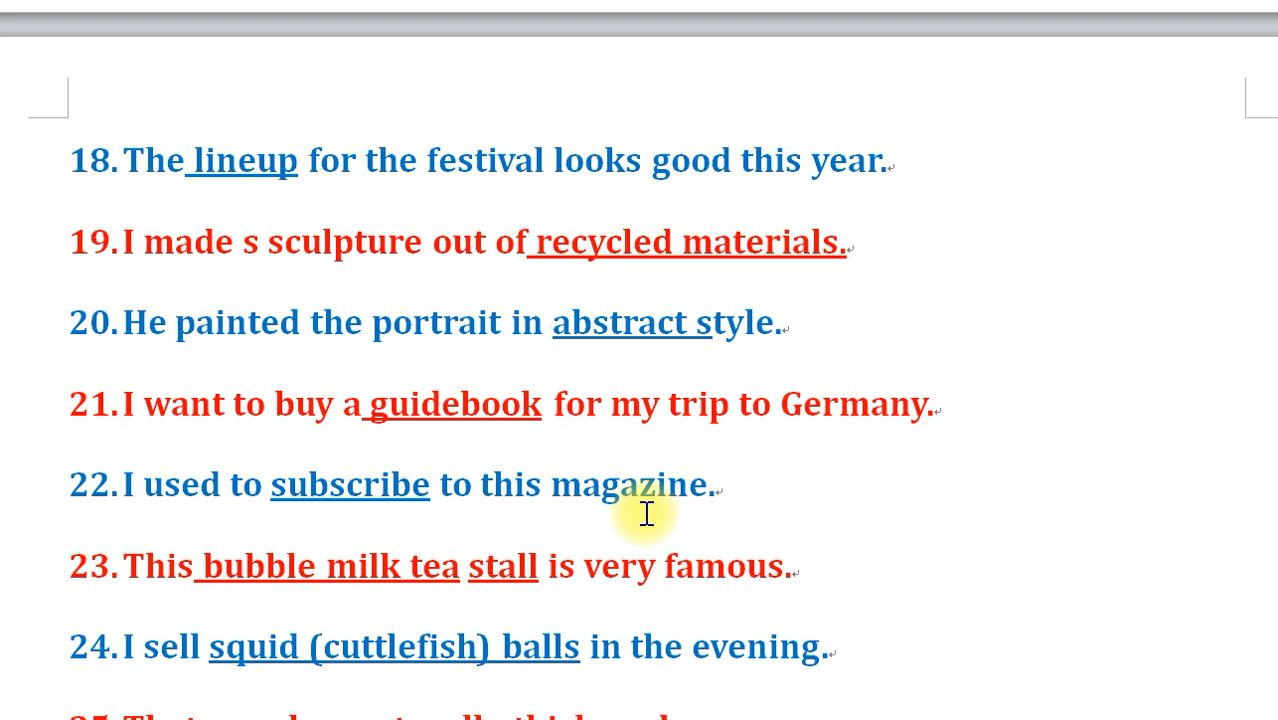 18. The lineup for the festival looks good this year.
19. I made s sculpture out of recycled materials.
20. He painted the portrait in abstract style.
21. I want to buy a guidebook for my trip to Germany.
22. I used to subscribe to this magazine.
23. This bubble milk tea stall is very famous.
24. I sell squid (cuttlefish) balls in the evening.